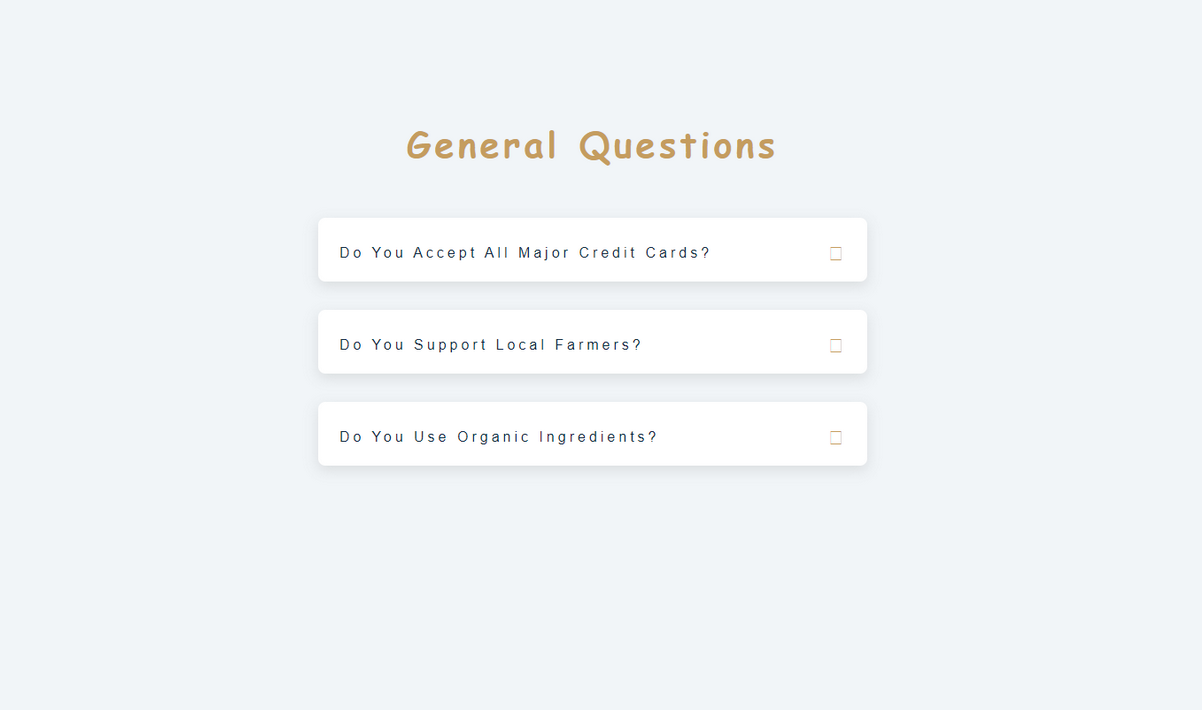 General Questions
Do You Accept All Major Credit Cards?
Do You Support Local Farmers?
Do You Use Organic Ingredients?